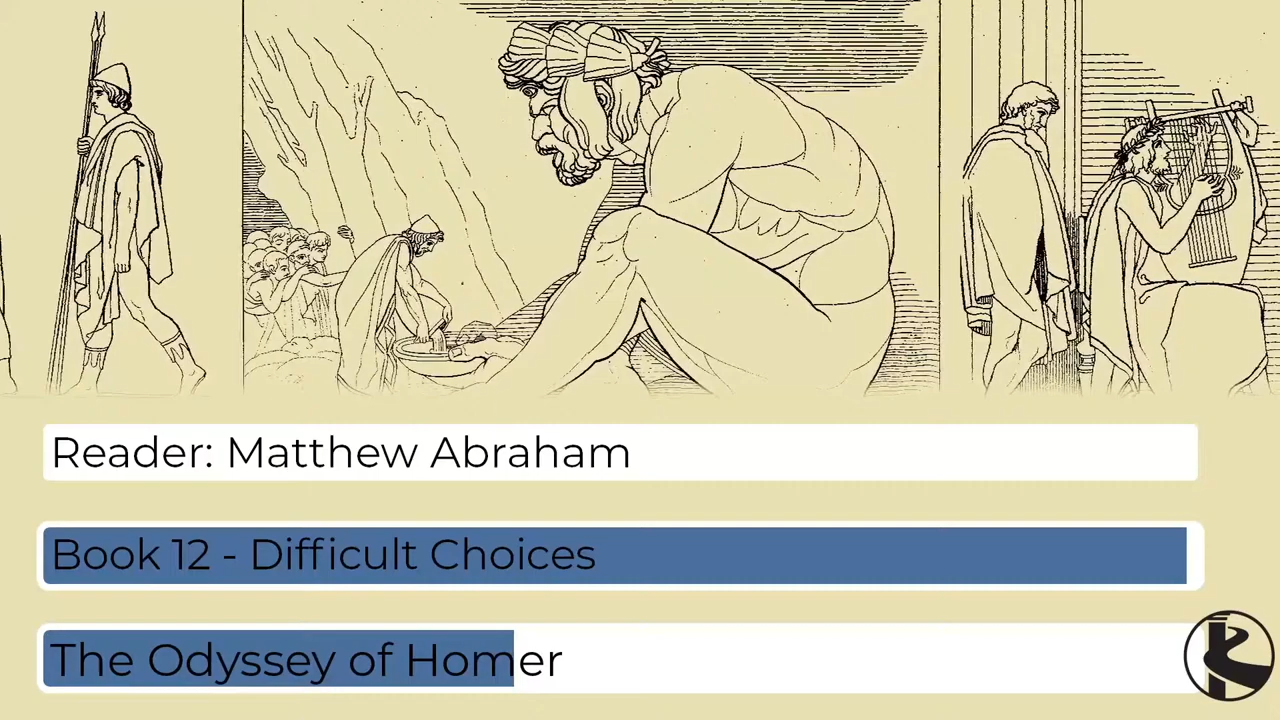 Reader: Matthew Abraham
Book 12 - Difficult Choices
The Odyssey of Homer